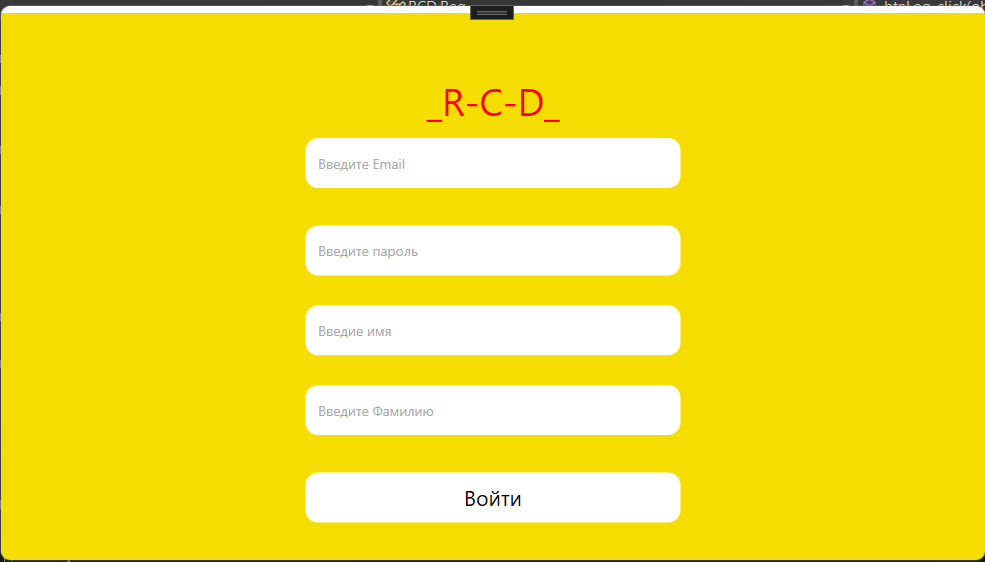 _R-C-D_
Введите Email
Введите пароль
Введие имя
Введите Фамилию
Войти